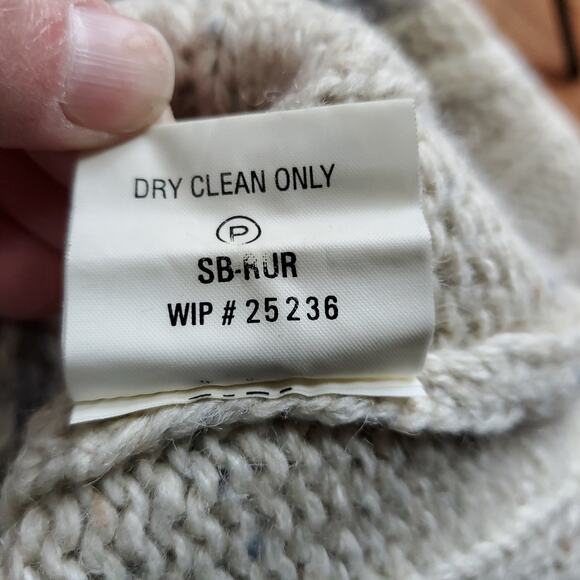 DRY CLEAN ONLY
P
SB-RUR
WIP # 25236